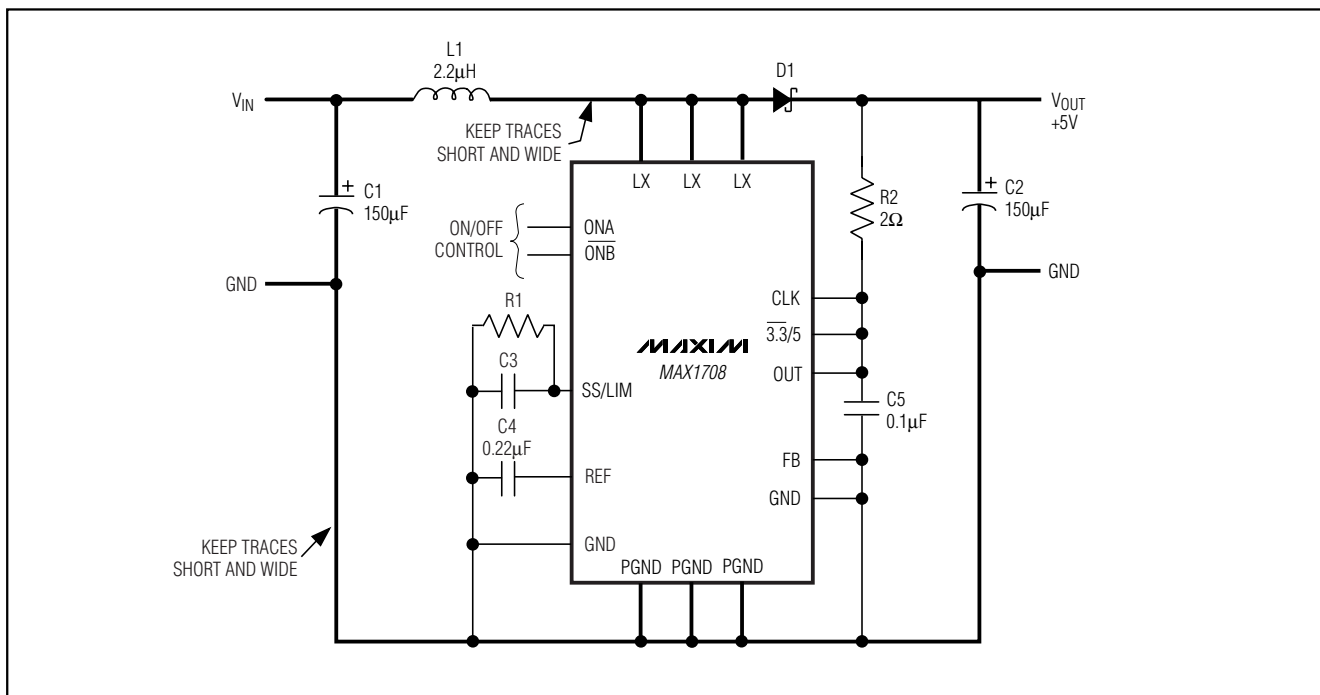 L1
2.2μH
D1
VIN
VOUT
+5V
KEEP TRACES
SHORT AND WIDE
LX LX LX
C1
150μF
R2
2Ω
C2
150μF
ON/OFF
CONTROL
ONA
ONB
GND
GND
CLK
R1
3.3/5
MAXIM
MAX1708
OUT
C3
SS/LIM
C5
0.1μF
C4
0.22μF
FB
REF
GND
KEEP TRACES
SHORT AND WIDE
GND
PGND PGND PGND